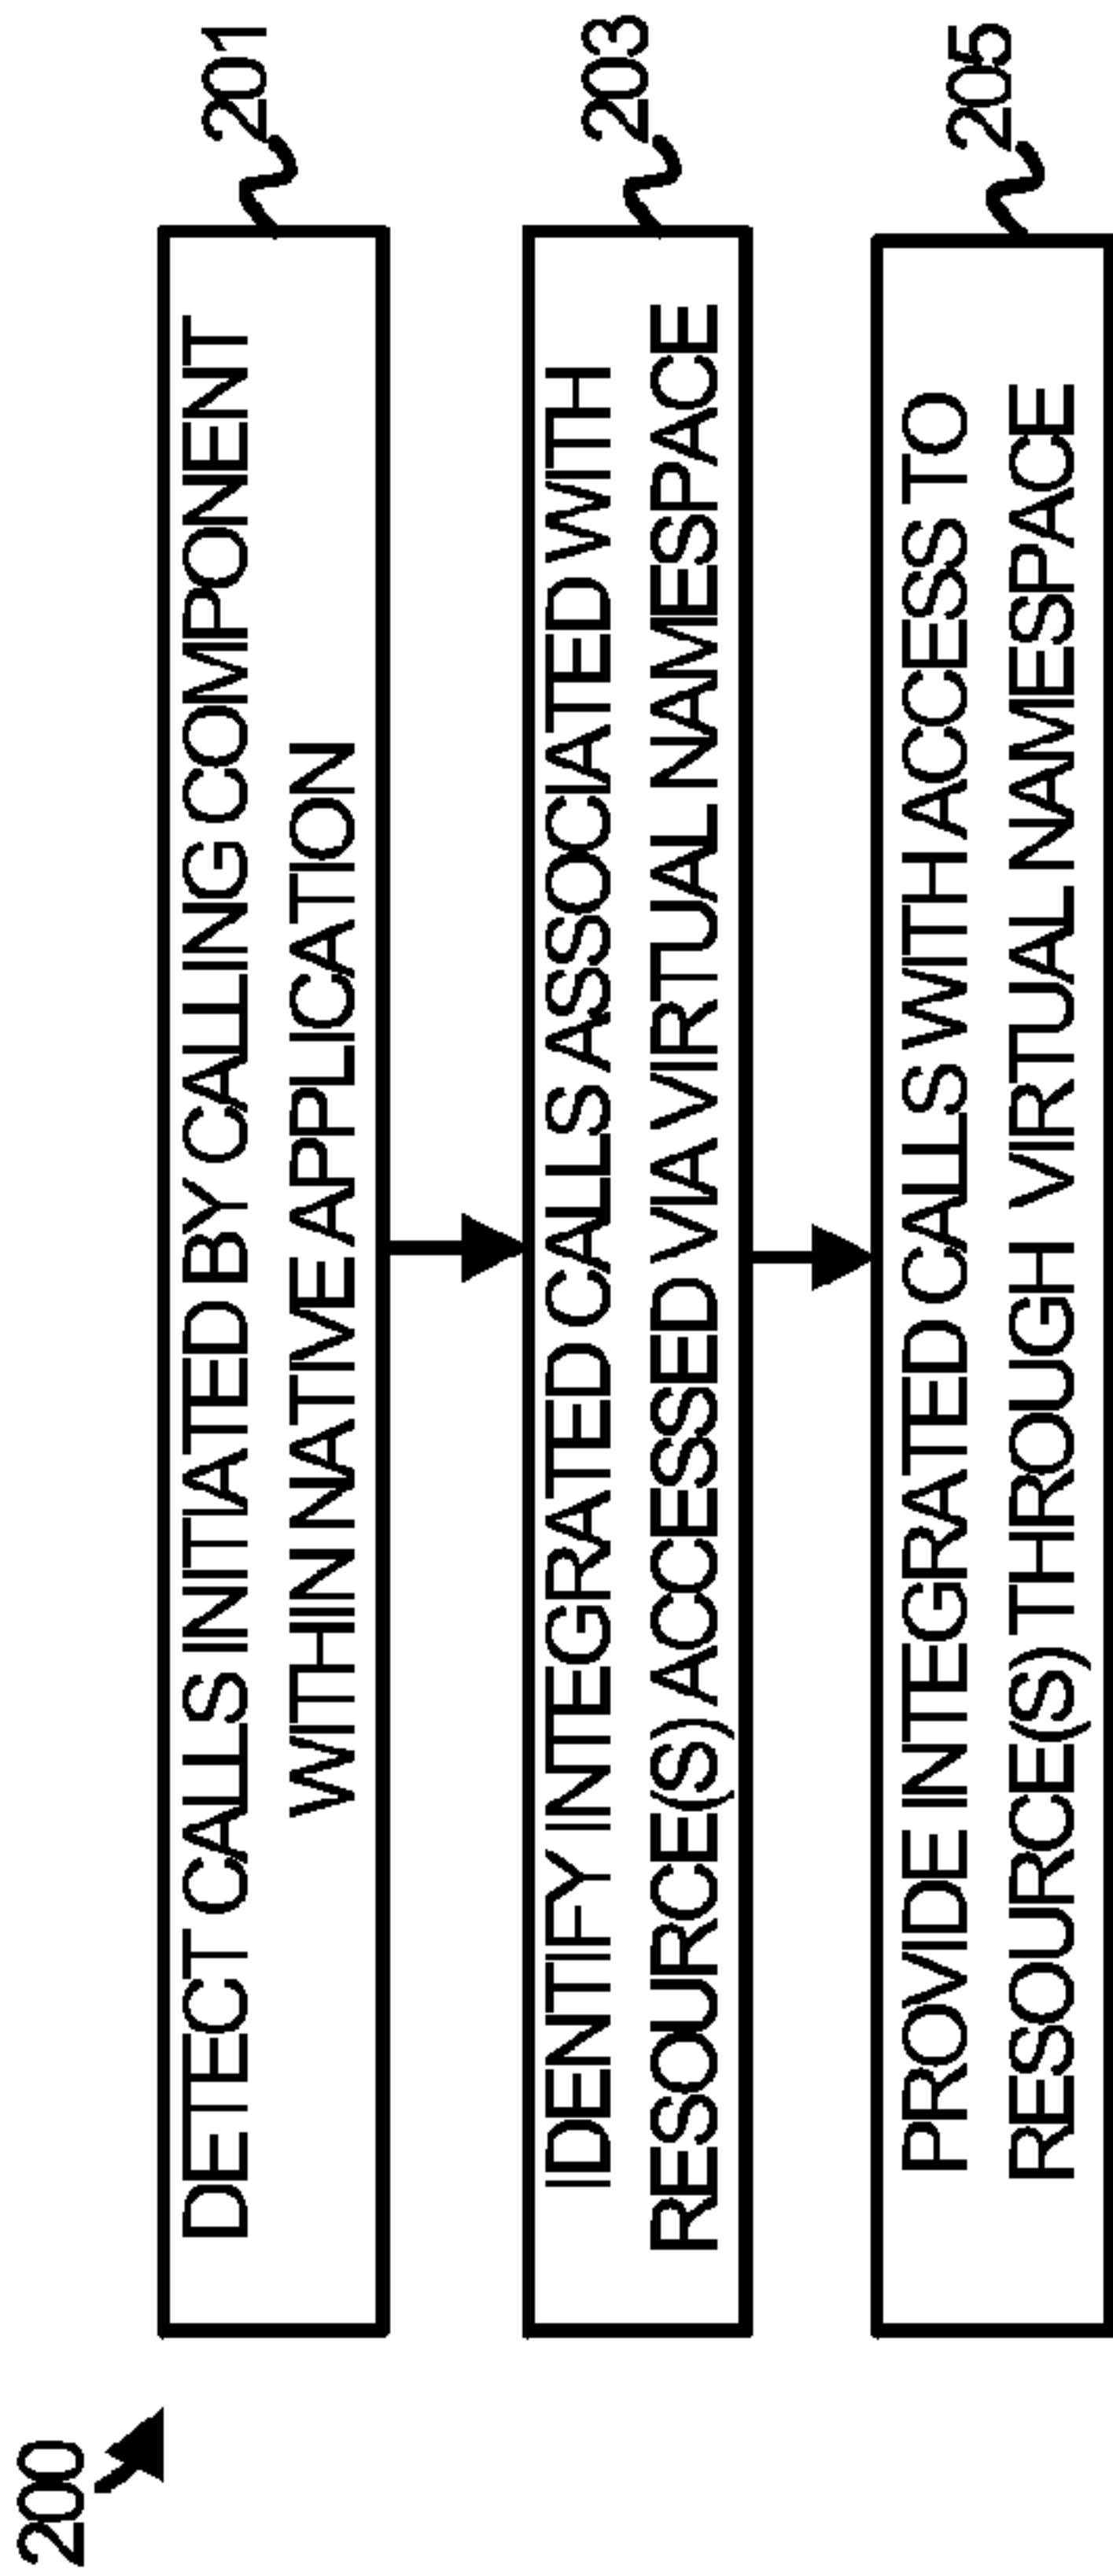 200
DETECT CALLS INITIATED BY CALLING COMPONENT
WITHIN NATIVE APPLICATION
201
IDENTIFY INTEGRATED CALLS ASSOCIATED WITH
RESOURCE(S) ACCESSED VIA VIRTUAL NAMESPACE
203
PROVIDE INTEGRATED CALLS WITH ACCESS TO
RESOURCE(S) THROUGH VIRTUAL NAMESPACE
205